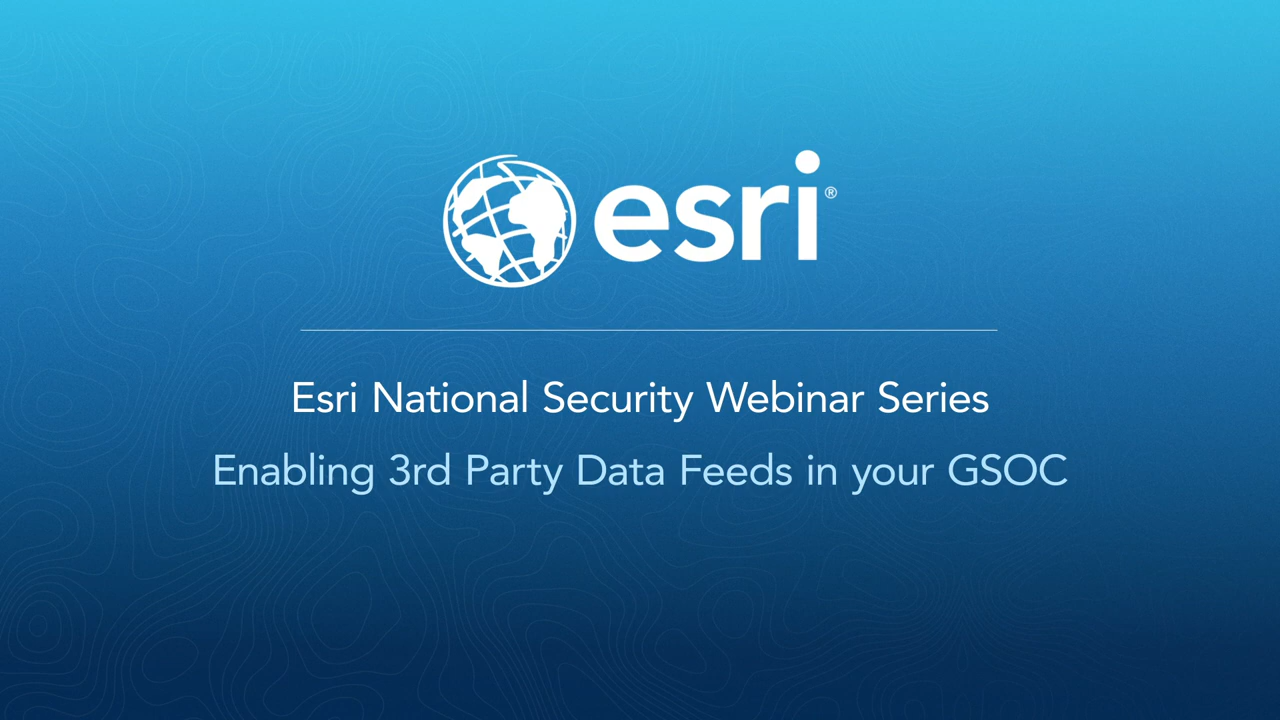 esri®
Esri National Security Webinar Series
Enabling 3rd Party Data Feeds in your GSOC